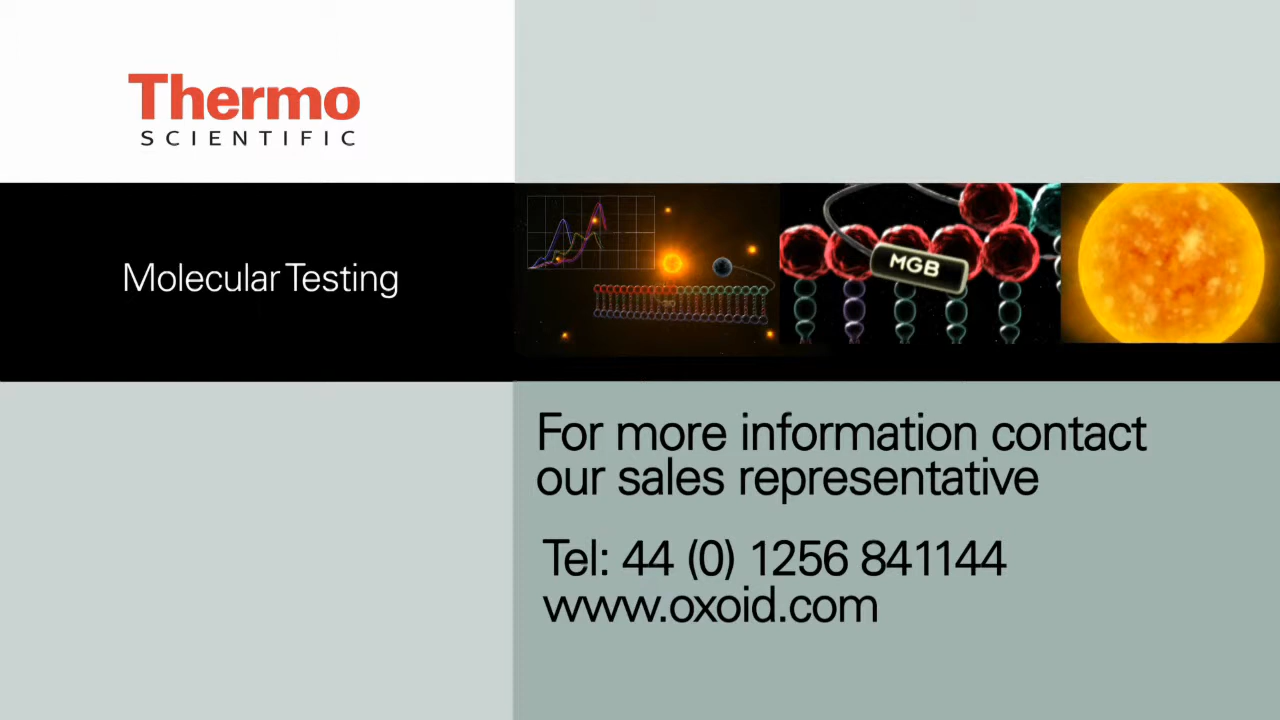 Thermo
SCIENTIFIC
Molecular Testing
MGB
For more information contact
our sales representative
Tel: 44 (0) 1256 841144
www.oxoid.com